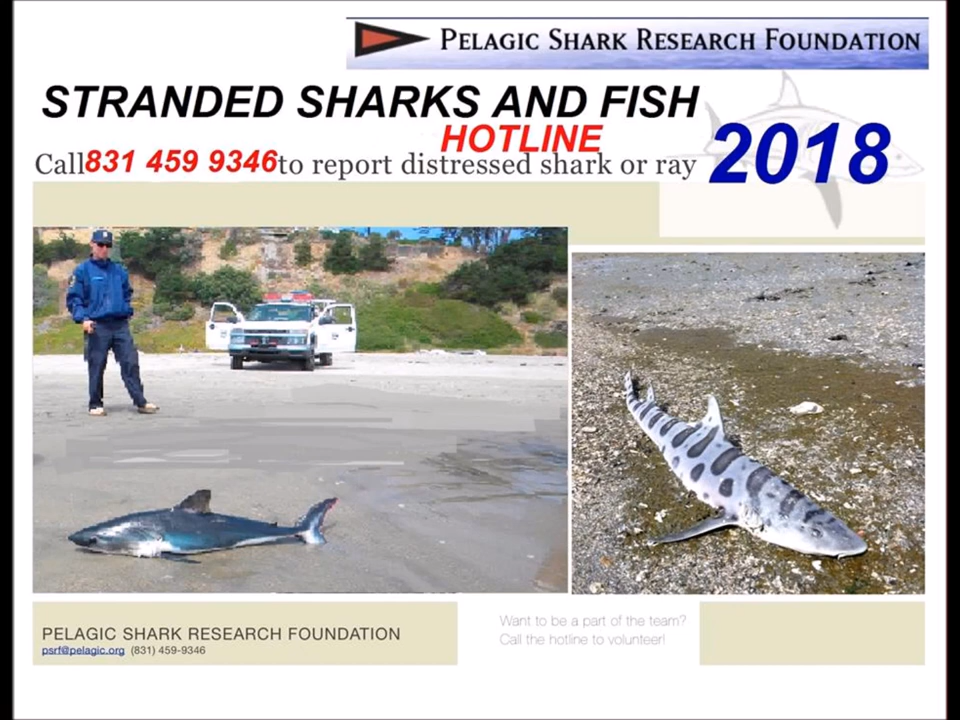 PELAGIC SHARK RESEARCH FOUNDATION
STRANDED SHARKS AND FISH
HOTLINE
2018
Call831 459 9346to report distressed shark or ray
PELAGIC SHARK RESEARCH FOUNDATION
psrf@pelagic.org (831) 459-9346
Want to be a part of the team?
Call the hotline to volunteer!